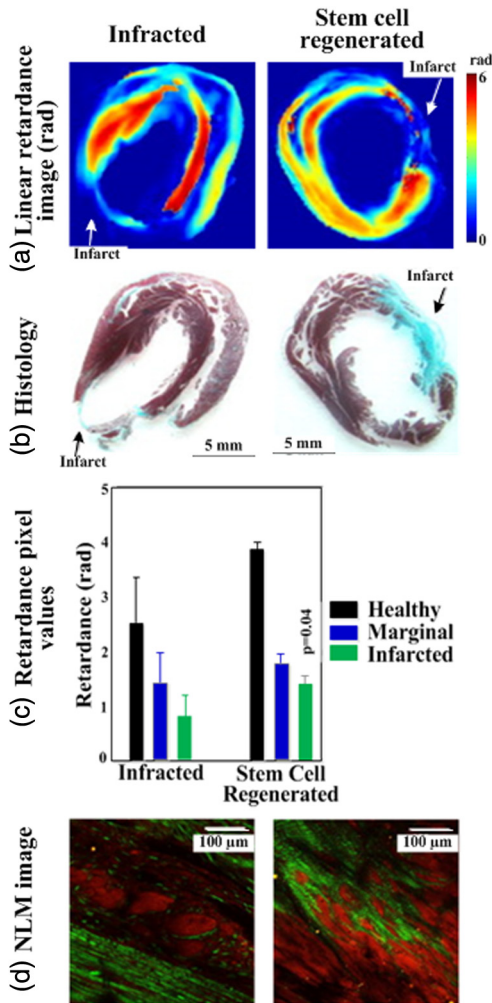 Infracted
Stem cell
regenerated
(a) Linear retardance
image (rad)
Infarct
Infarct
rad
6
0
(b) Histology
Infarct
Infarct
5 mm
5 mm
(c) Retardance pixel
values
Retardance (rad)
5
4
3
2
1
0
p=0.04
Healthy
Marginal
Infarcted
Infracted
Stem Cell
Regenerated
(d) NLM image
100 µm
100 µm